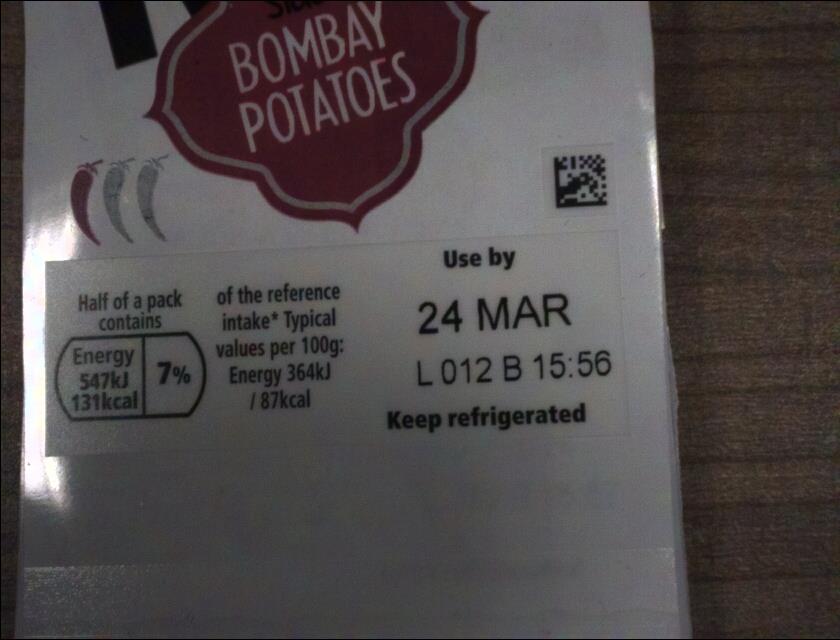 BOMBAY
POTATOES
Use by
24 MAR
L 012 B 15:56
Keep refrigerated
Half of a pack
contains
Energy
547kJ
131kcal
7%
of the reference
intake* Typical
values per 100g:
Energy 364kJ
/ 87kcal